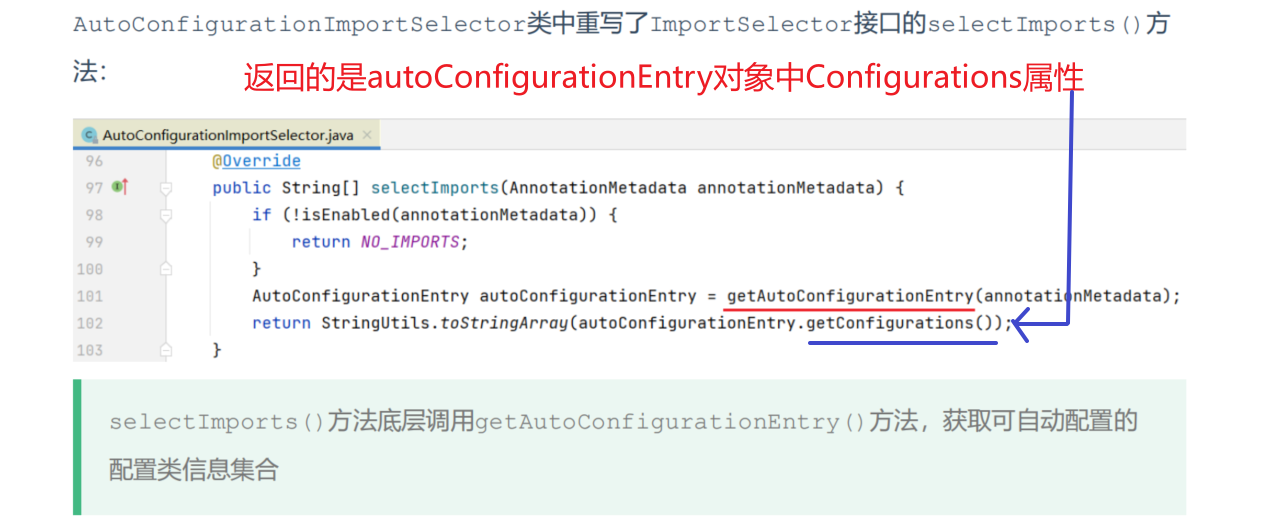 AutoConfigurationImportSelector类中重写了ImportSelector接口的selectImports()方
法：
返回的是autoConfigurationEntry对象中Configurations属性
AutoConfigurationImportSelector.java
96 @Override
97 public String[] selectImports(AnnotationMetadata annotationMetadata) {
98 if (!isEnabled(annotationMetadata)) {
99 return NO_IMPORTS;
100 }
101 AutoConfigurationEntry autoConfigurationEntry = getAutoConfigurationEntry(annotationMetadata);
102 return StringUtils.toStringArray(autoConfigurationEntry.getConfigurations());
103 }
selectImports()方法底层调用getAutoConfigurationEntry()方法，获取可自动配置的
配置类信息集合